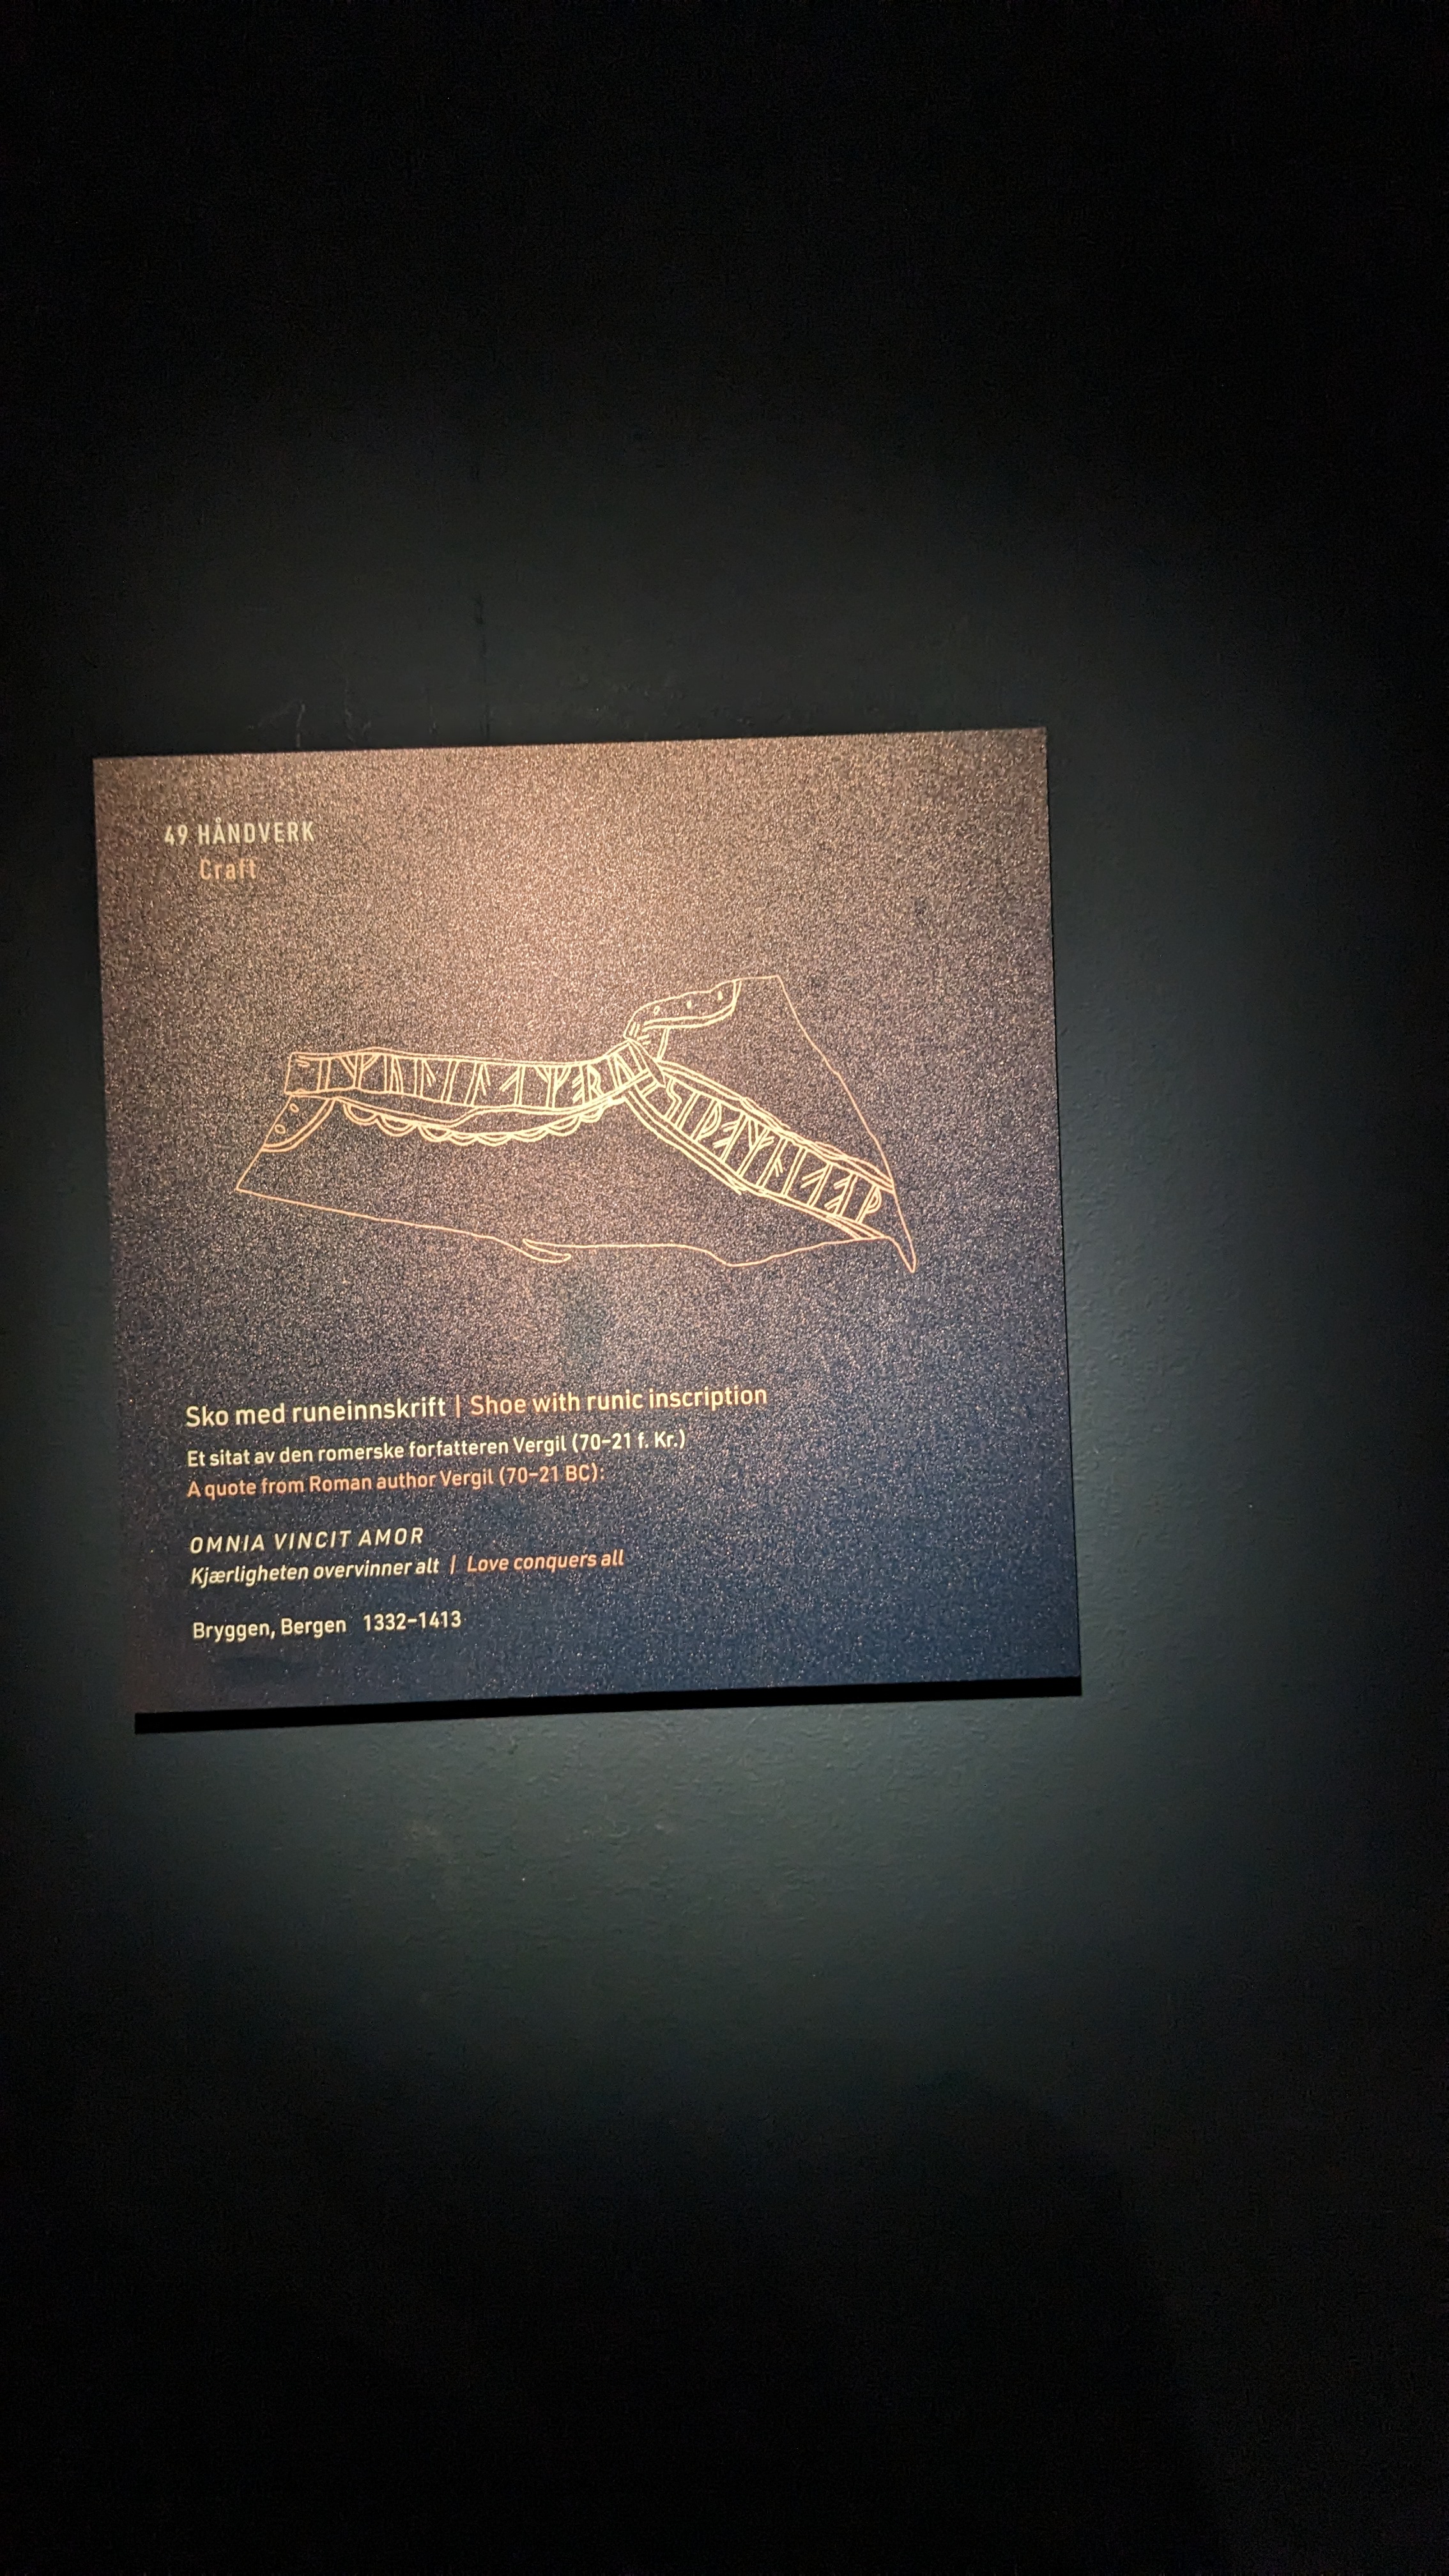 49 HÅNDVERK
Craft
Sko med runeinnskrift | Shoe with runic inscription
Et sitat av den romerske forfatteren Vergil (70–21 f. Kr.)
A quote from Roman author Vergil (70–21 BC):
OMNIA VINCIT AMOR
Kjærligheten overvinner alt | Love conquers all
Bryggen, Bergen 1332–1413